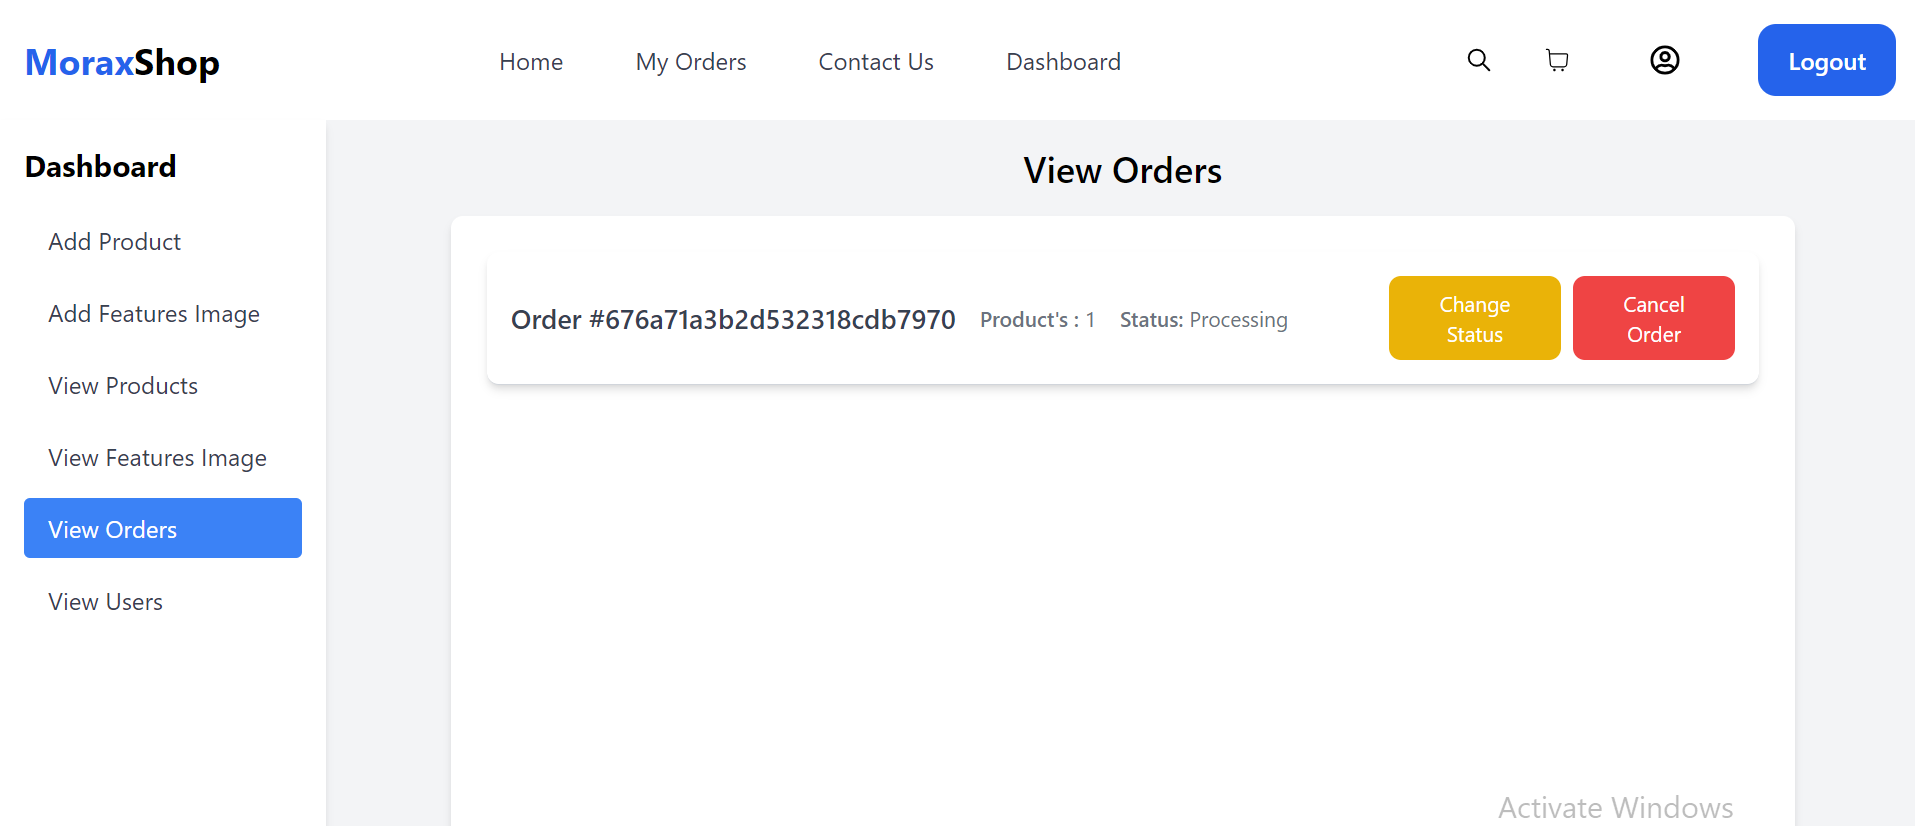 MoraxShop
Home
My Orders
Contact Us
Dashboard
Logout
Dashboard
Add Product
Add Features Image
View Products
View Features Image
View Orders
View Users
View Orders
Order #676a71a3b2d532318cdb7970
Product's : 1
Status: Processing
Change
Status
Cancel
Order
Activate Windows